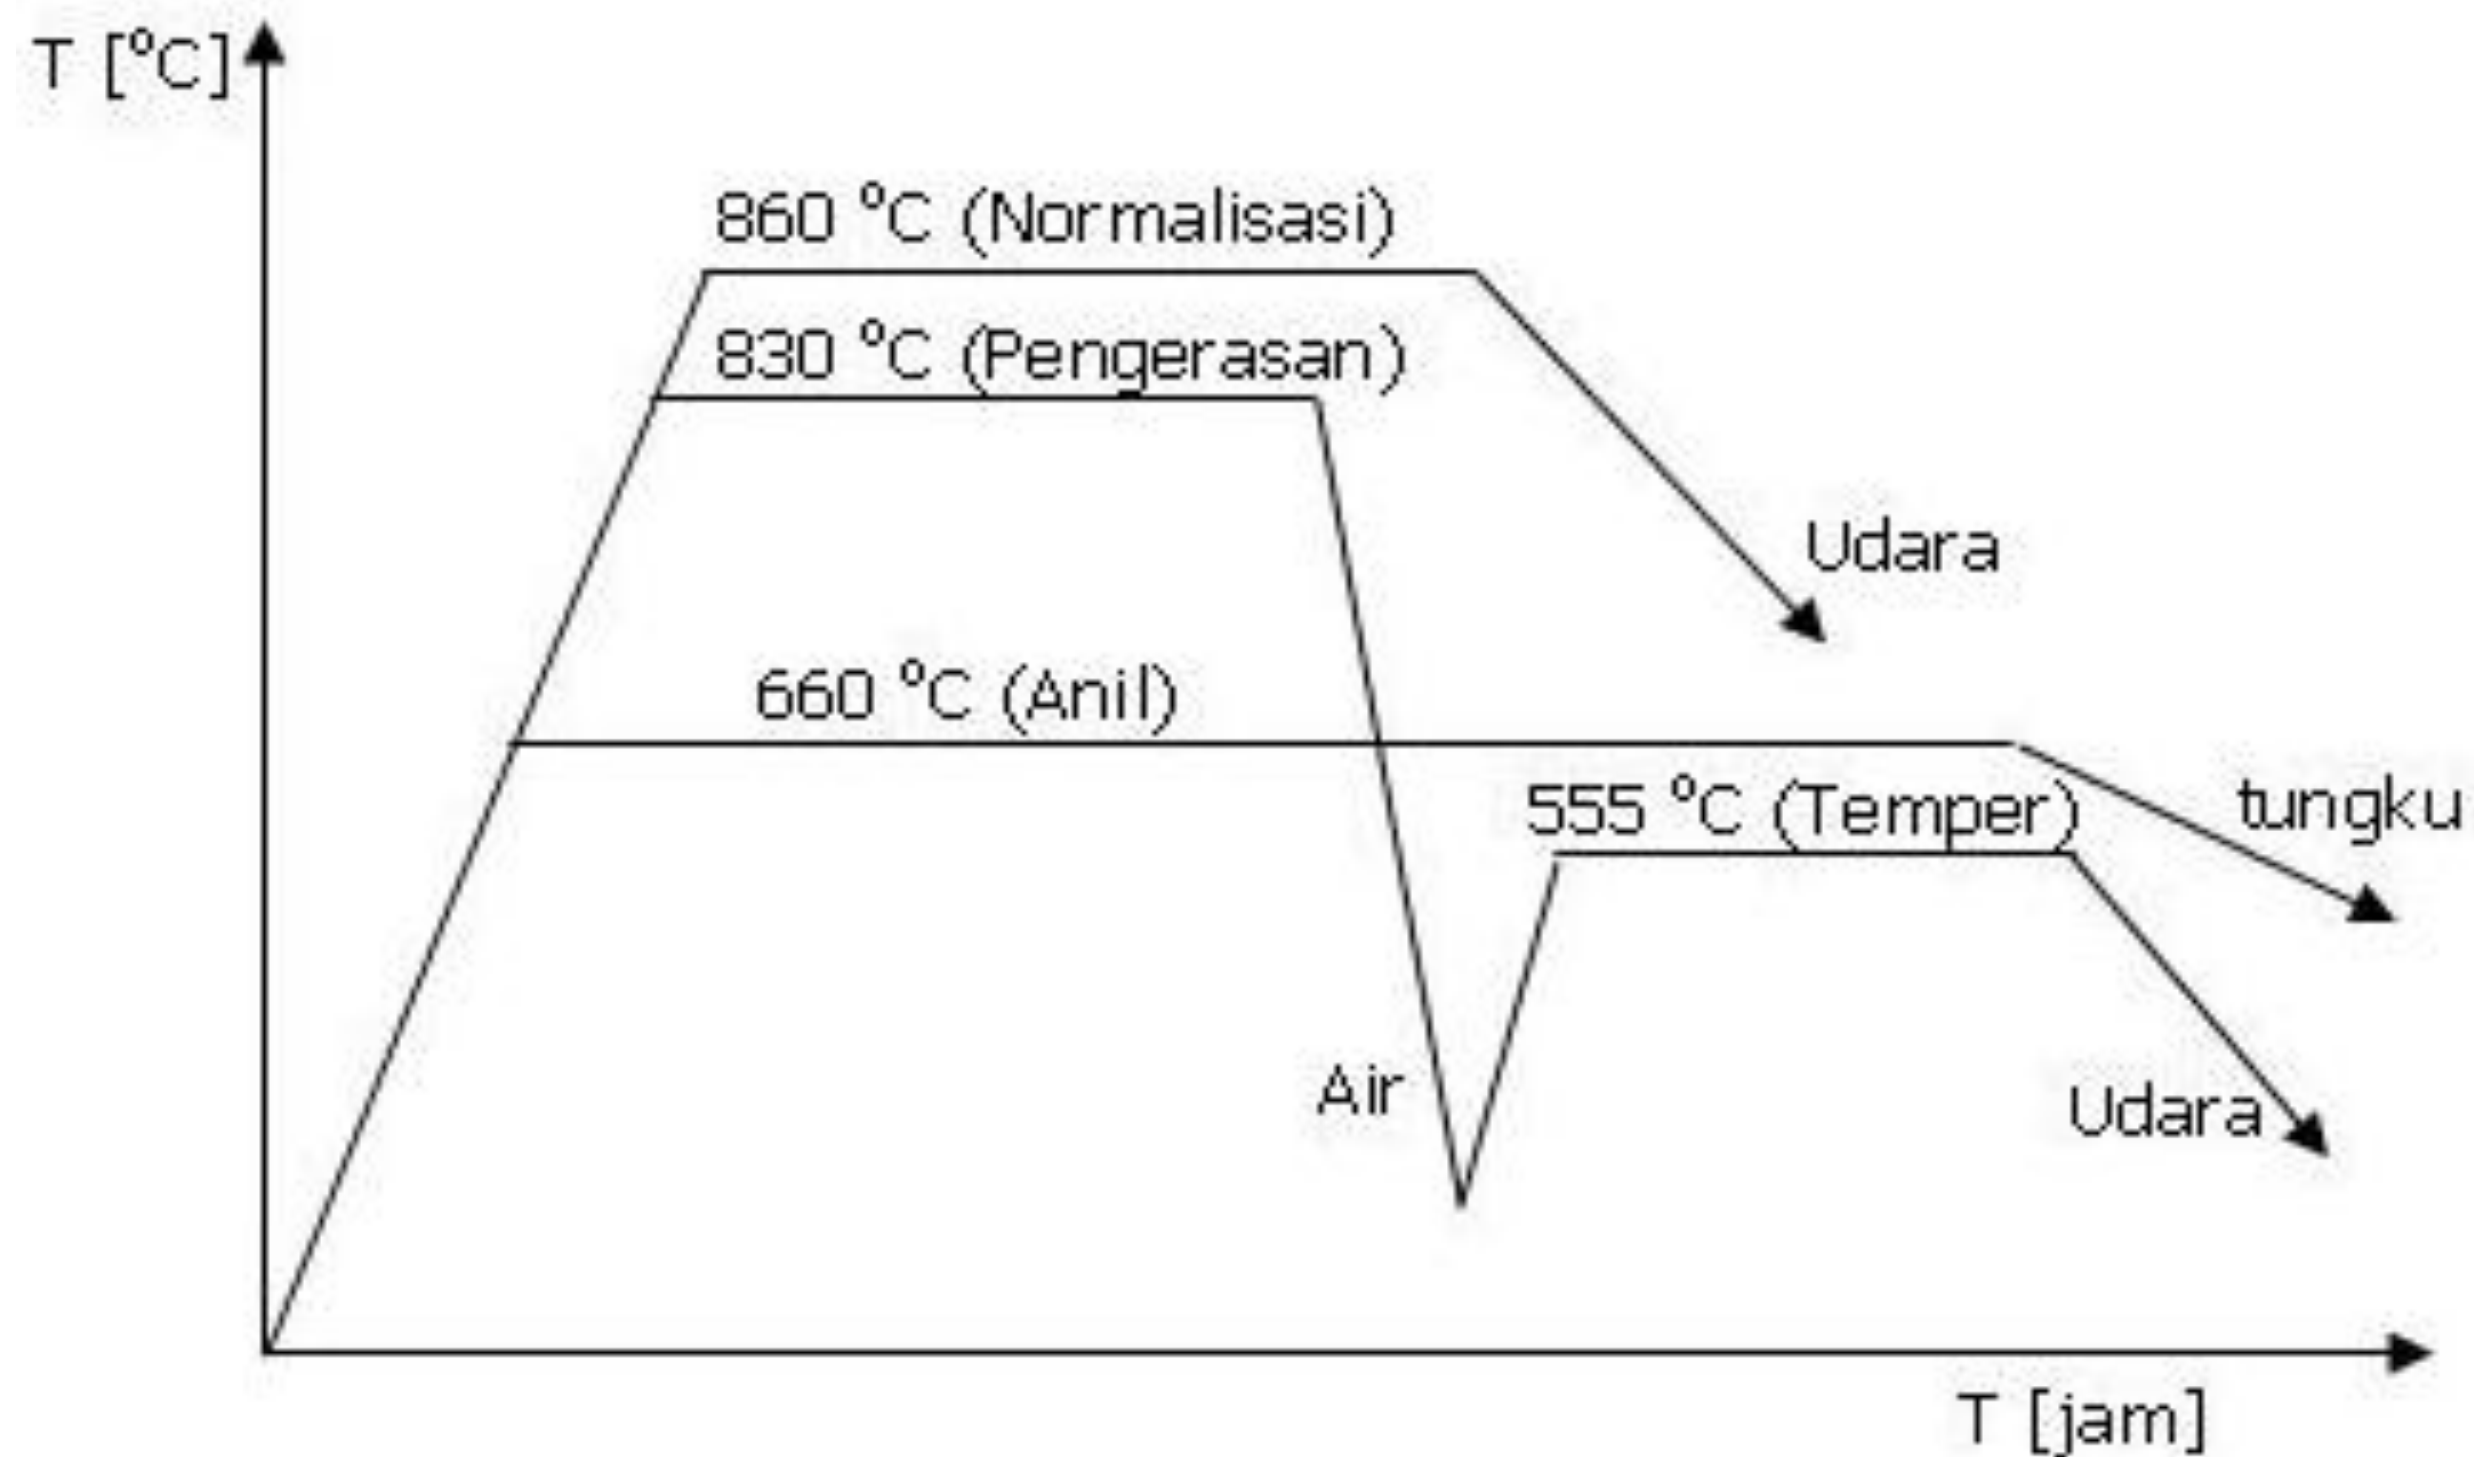 T [°C]
860 °C (Normalisasi)
830 °C (Pengerasan)
Udara
660 °C (Anil)
555 °C (Temper)
tungku
Air
Udara
T [jam]